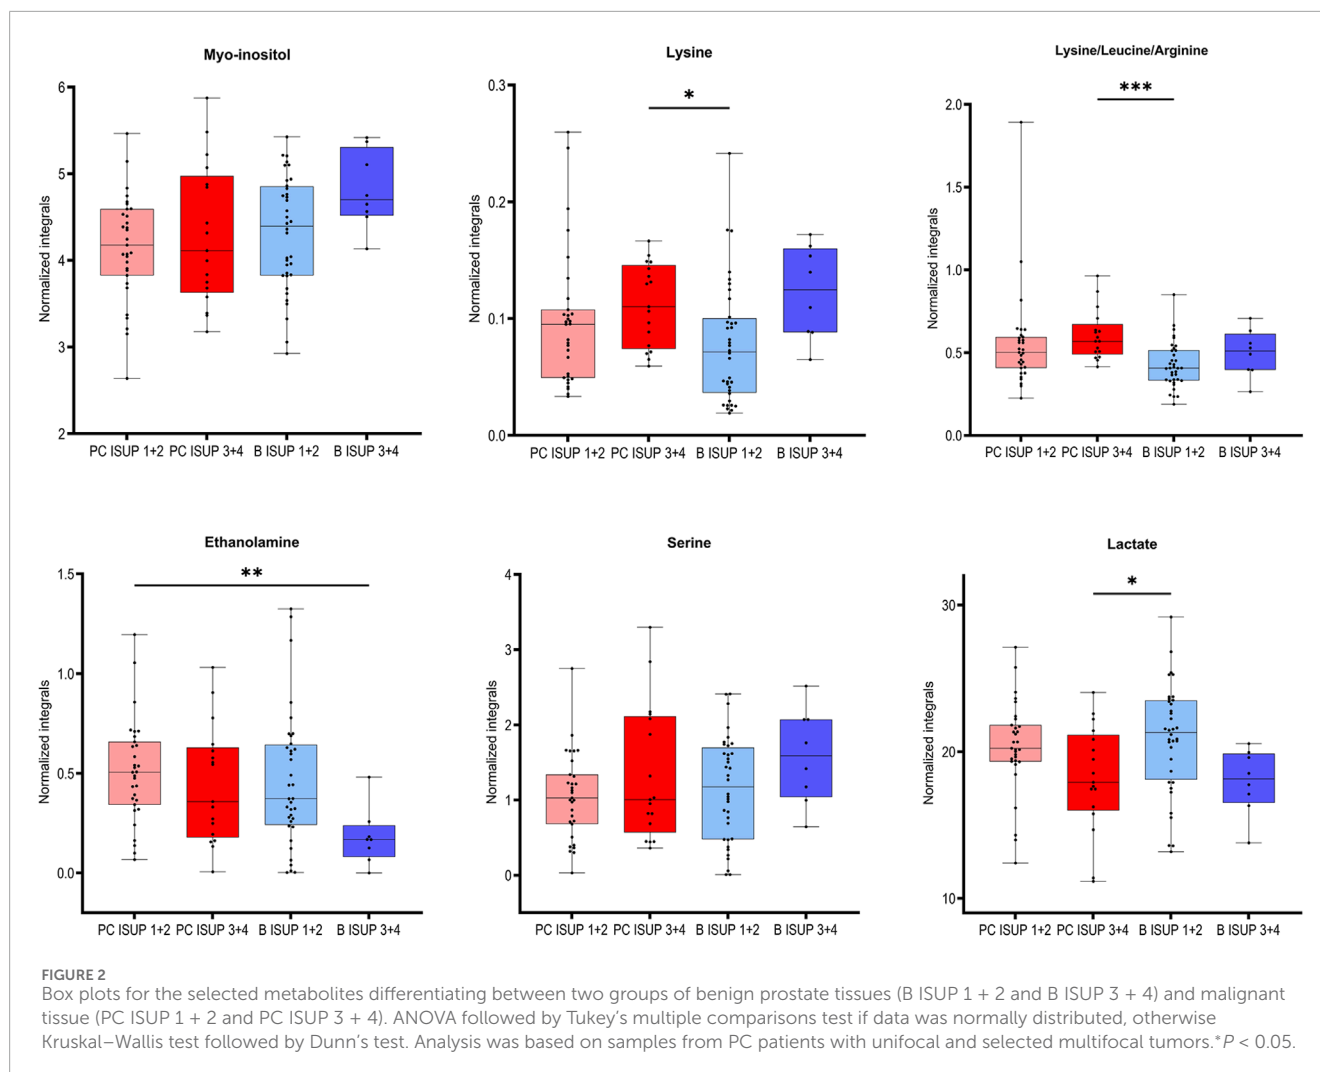 Myo-inositol
Normalized integrals
6
5
4
3
2
PC ISUP 1+2 PC ISUP 3+4 B ISUP 1+2 B ISUP 3+4
Lysine
*
Normalized integrals
0.3
0.2
0.1
0.0
PC ISUP 1+2 PC ISUP 3+4 B ISUP 1+2 B ISUP 3+4
Lysine/Leucine/Arginine
***
Normalized integrals
2.0
1.5
1.0
0.5
0.0
PC ISUP 1+2 PC ISUP 3+4 B ISUP 1+2 B ISUP 3+4
Ethanolamine
**
Normalized integrals
1.5
1.0
0.5
0.0
PC ISUP 1+2 PC ISUP 3+4 B ISUP 1+2 B ISUP 3+4
Serine
Normalized integrals
4
3
2
1
0
PC ISUP 1+2 PC ISUP 3+4 B ISUP 1+2 B ISUP 3+4
Lactate
*
Normalized integrals
30
20
10
PC ISUP 1+2 PC ISUP 3+4 B ISUP 1+2 B ISUP 3+4
FIGURE 2
Box plots for the selected metabolites differentiating between two groups of benign prostate tissues (B ISUP 1 + 2 and B ISUP 3 + 4) and malignant
tissue (PC ISUP 1 + 2 and PC ISUP 3 + 4). ANOVA followed by Tukey’s multiple comparisons test if data was normally distributed, otherwise
Kruskal–Wallis test followed by Dunn’s test. Analysis was based on samples from PC patients with unifocal and selected multifocal tumors.*P < 0.05.